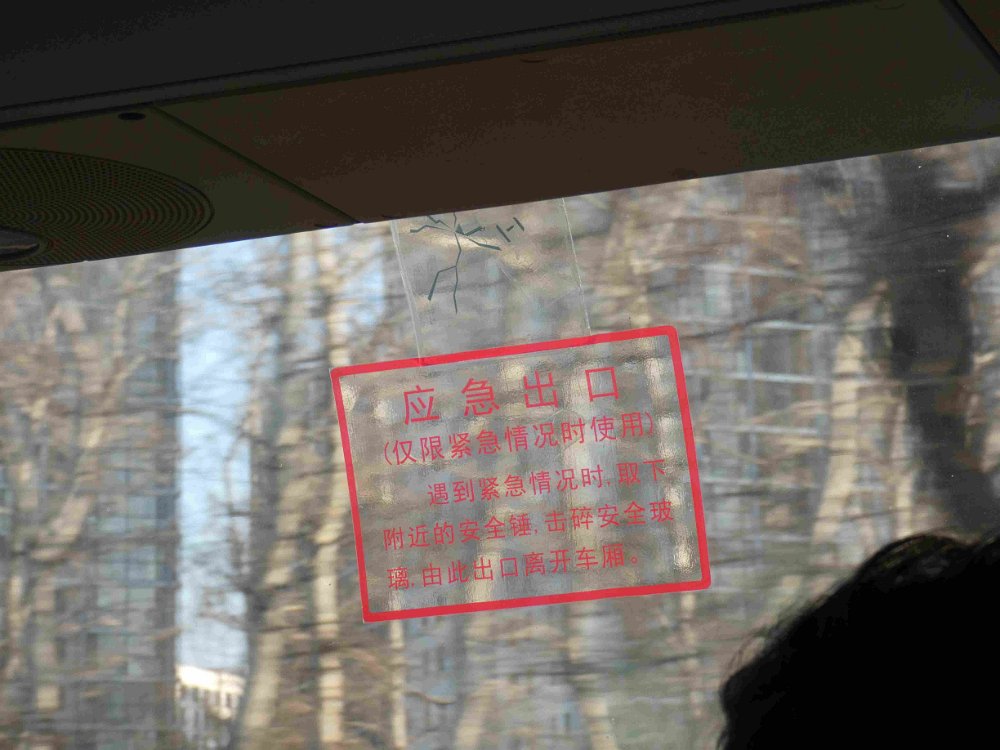 应急出口
(仅限紧急情况时使用)
遇到紧急情况时,取下
附近的安全锤,击碎安全玻
璃,由此出口离开车厢。